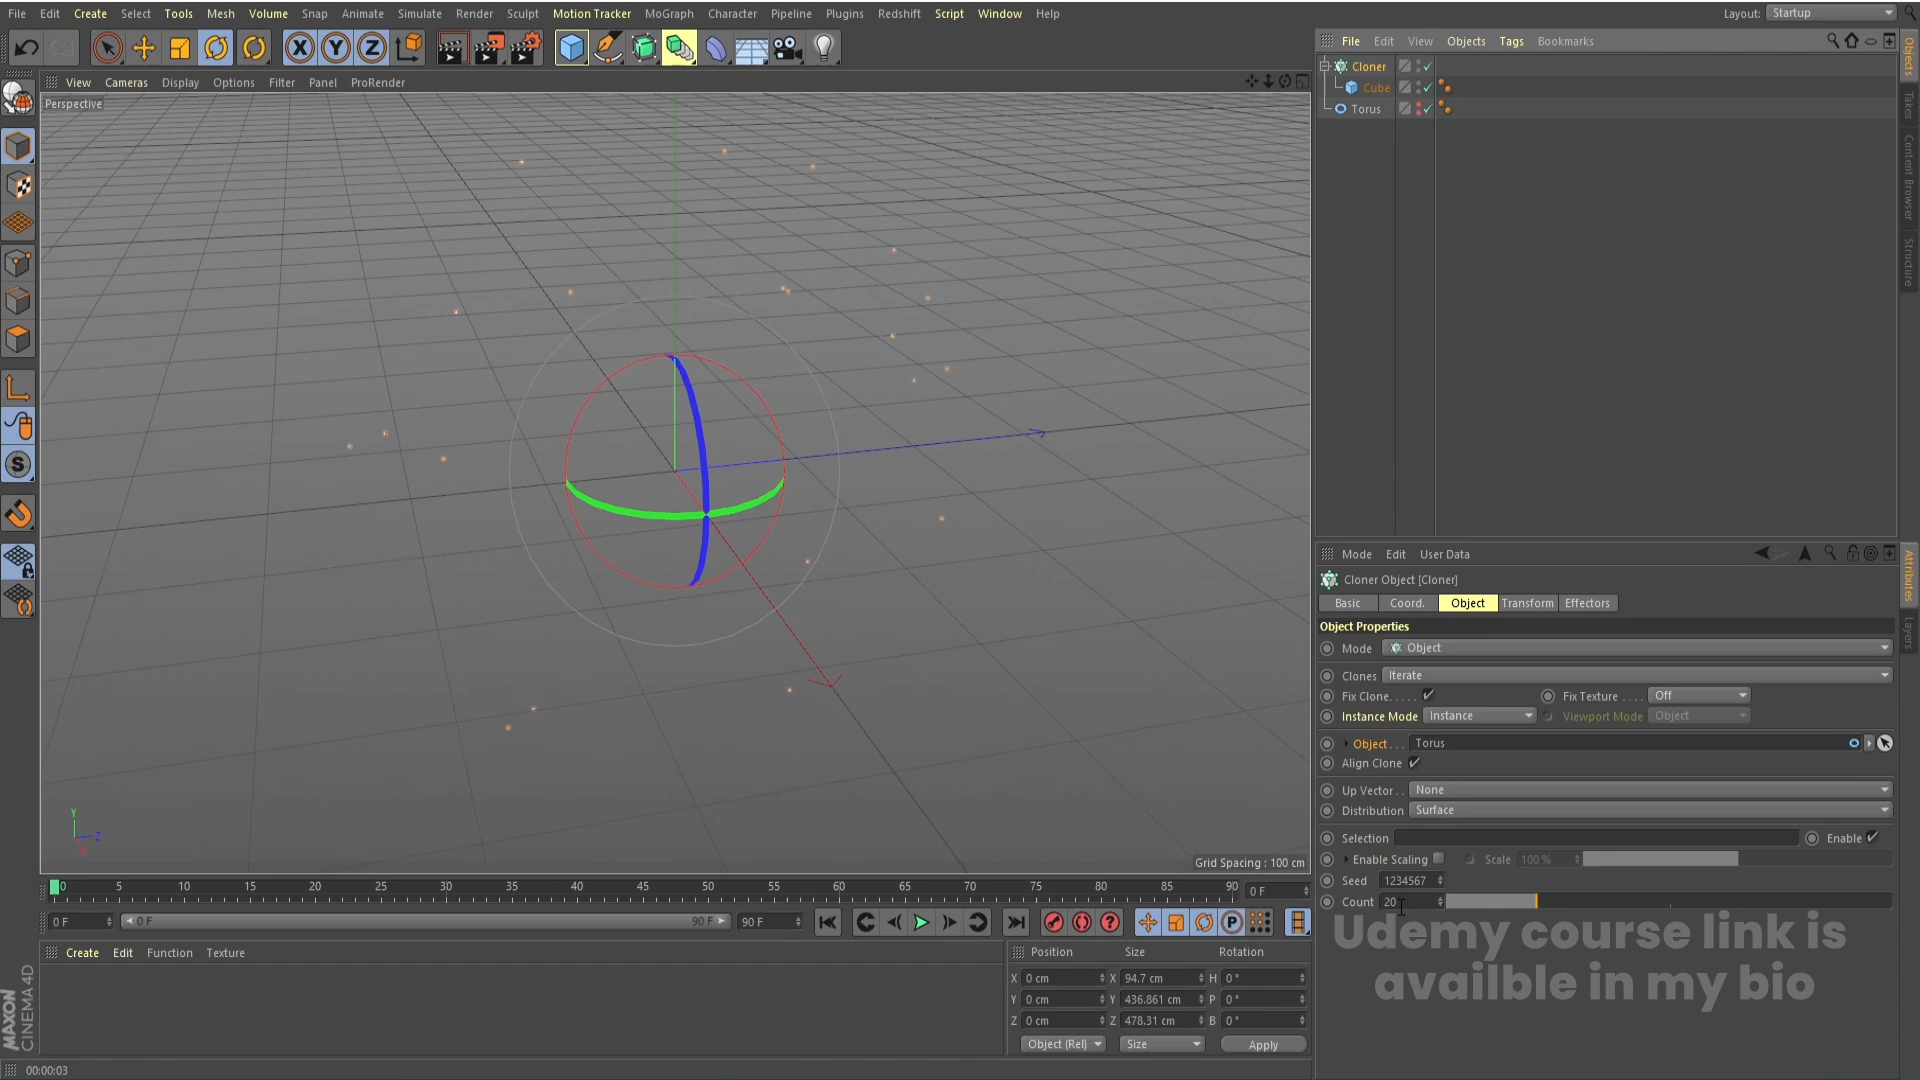 File Edit Create Select Tools Mesh Volume Snap Animate Simulate Render Sculpt Motion Tracker MoGraph Character Pipeline Plugins Redshift Script Window Help
Layout: Startup
X Y Z
View Cameras Display Options Filter Panel ProRender
Perspective
Y
Z
X
Grid Spacing : 100 cm
0 5 10 15 20 25 30 35 40 45 50 55 60 65 70 75 80 85 90 0 F
0 F 0 F 90 F 90 F
Create Edit Function Texture
Position Size Rotation
X 0 cm X 94.7 cm H 0 °
Y 0 cm Y 436.861 cm P 0 °
Z 0 cm Z 478.31 cm B 0 °
Object (Rel) Size Apply
MAXON
CINEMA 4D
00:00:03
File Edit View Objects Tags Bookmarks
Cloner
Cube
Torus
Objects
Takes
Content Browser
Structure
Mode Edit User Data
Cloner Object [Cloner]
Basic Coord. Object Transform Effectors
Object Properties
Mode Object
Clones Iterate
Fix Clone..... Fix Texture .... Off
Instance Mode Instance Viewport Mode Object
Object... Torus
Align Clone
Up Vector.. None
Distribution Surface
Selection Enable
Enable Scaling Scale 100 %
Seed 1234567
Count 20
Attributes
Layers
Udemy course link is
availble in my bio